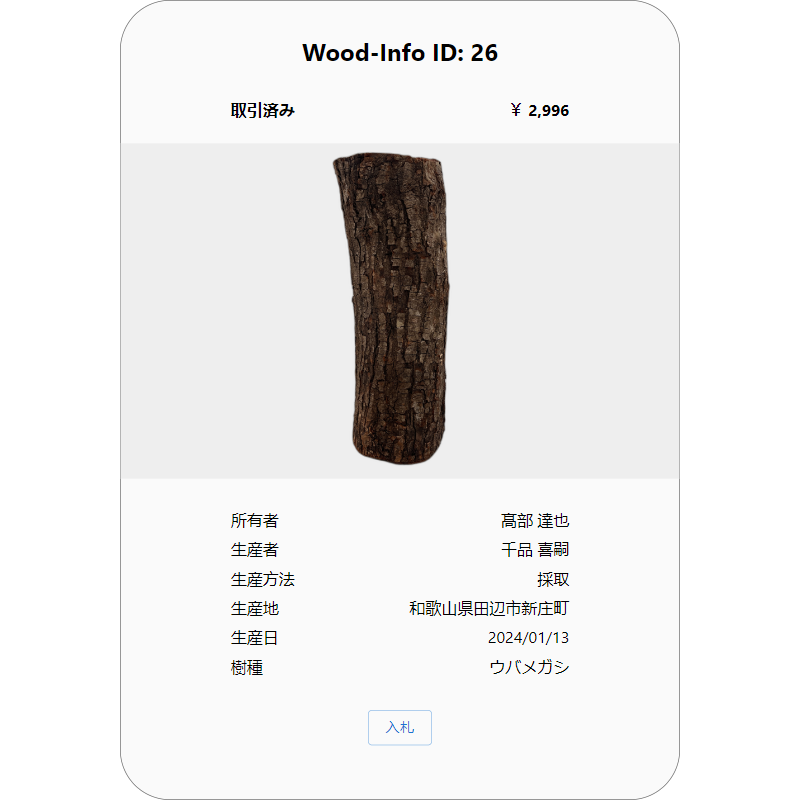 Wood-Info ID: 26
取引済み ￥ 2,996
所有者 髙部 達也
生産者 千品 喜嗣
生産方法 採取
生産地 和歌山県田辺市新庄町
生産日 2024/01/13
樹種 ウバメガシ
入札